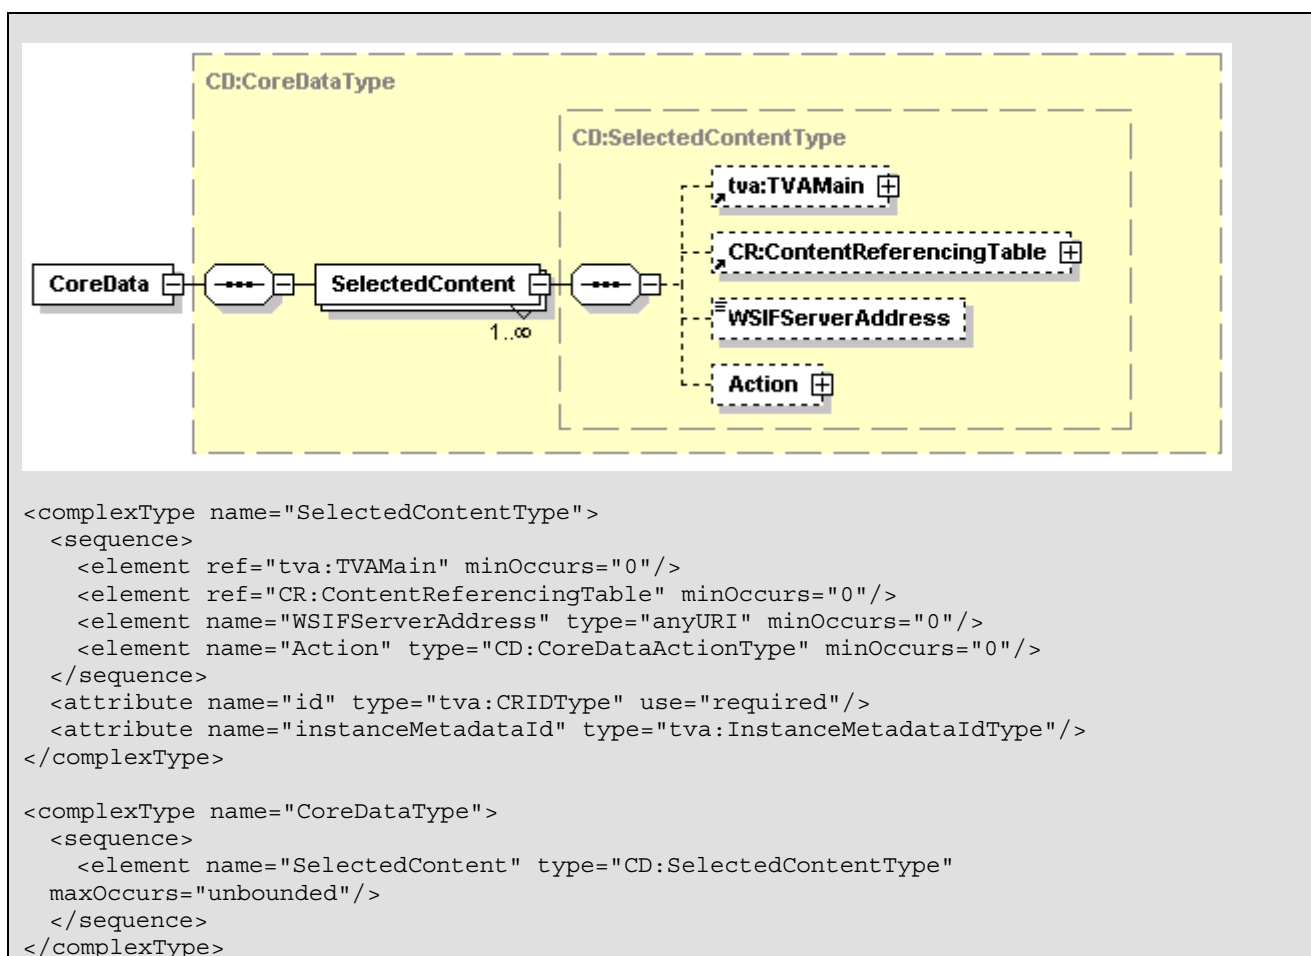 CD:CoreDataType
CD:SelectedContentType
tva:TVAMain
CR:ContentReferencingTable
CoreData
SelectedContent
1..∞
WSIFServerAddress
Action
<complexType name="SelectedContentType">
  <sequence>
    <element ref="tva:TVAMain" minOccurs="0"/>
    <element ref="CR:ContentReferencingTable" minOccurs="0"/>
    <element name="WSIFServerAddress" type="anyURI" minOccurs="0"/>
    <element name="Action" type="CD:CoreDataActionType" minOccurs="0"/>
  </sequence>
  <attribute name="id" type="tva:CRIDType" use="required"/>
  <attribute name="instanceMetadataId" type="tva:InstanceMetadataIdType"/>
</complexType>
<complexType name="CoreDataType">
  <sequence>
    <element name="SelectedContent" type="CD:SelectedContentType"
  maxOccurs="unbounded"/>
  </sequence>
</complexType>